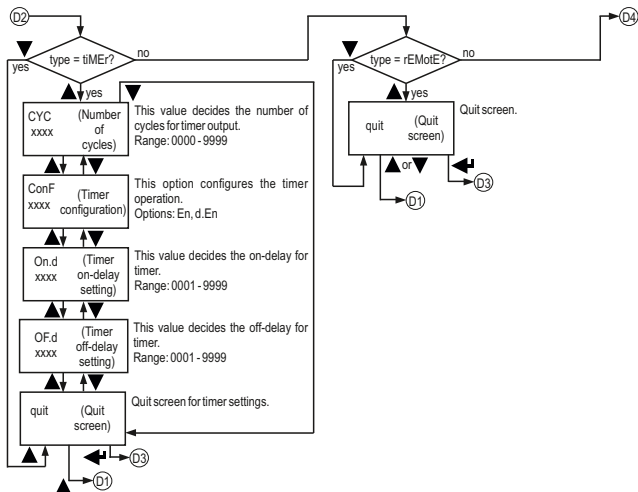 D2
type = tiMEr?
no
yes
yes
CYC
xxxx
(Number
of
cycles)
This value decides the number of
cycles for timer output.
Range: 0000 - 9999
ConF
xxxx
(Timer
configuration)
This option configures the timer
operation.
Options: En, d.En
On.d
xxxx
(Timer
on-delay
setting)
This value decides the on-delay for
timer.
Range: 0001 - 9999
OF.d
xxxx
(Timer
off-delay
setting)
This value decides the off-delay for
timer.
Range: 0001 - 9999
quit
(Quit
screen)
Quit screen for timer settings.
D3
D1
type = rEMotE?
no
yes
yes
D4
quit
(Quit
screen)
Quit screen.
or
D3
D1